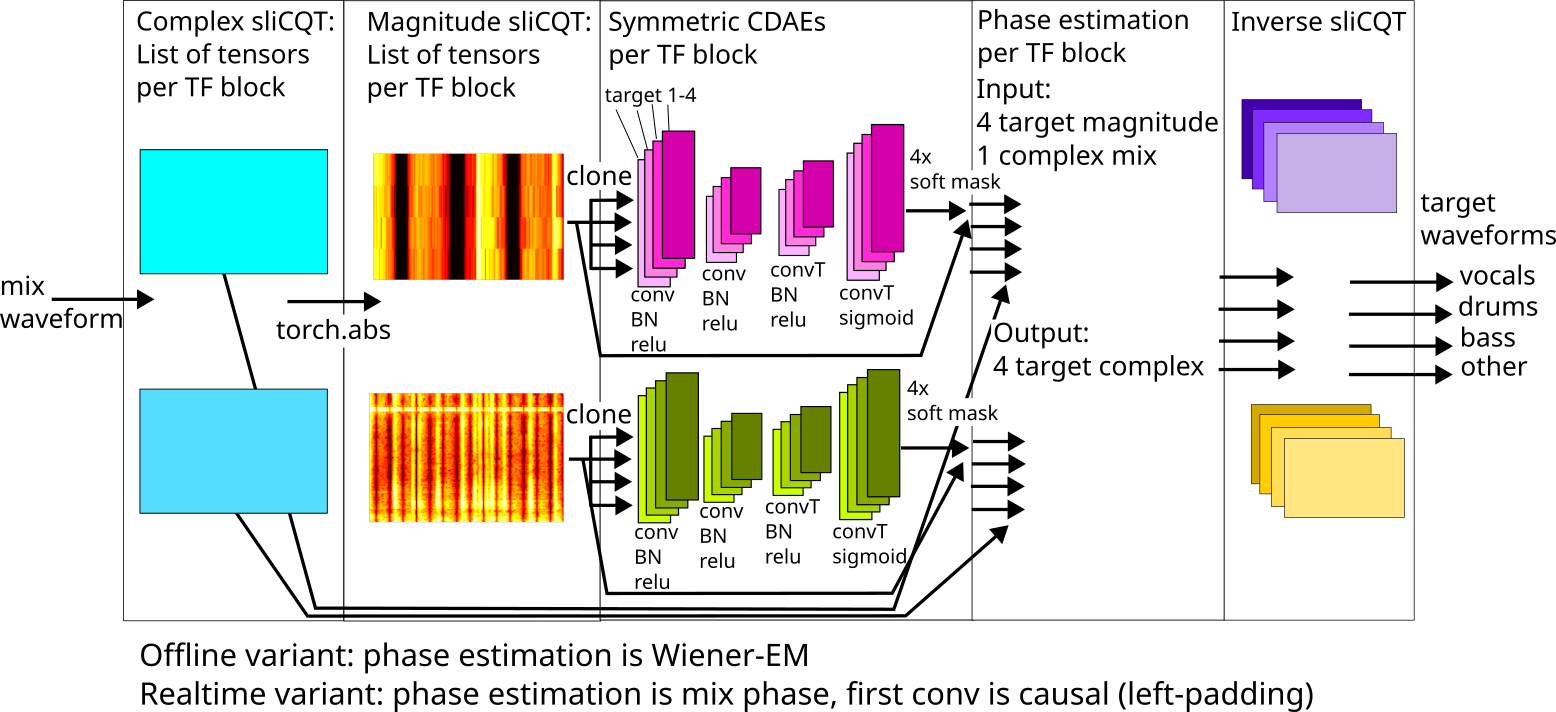 Complex sliCQT:
List of tensors
per TF block
Magnitude sliCQT:
List of tensors
per TF block
Symmetric CDAEs
per TF block
Phase estimation
per TF block
Input:
4 target magnitude
1 complex mix
Inverse sliCQT
target 1-4
clone
4x
soft mask
conv
BN
relu
conv
BN
relu
convT
BN
relu
convT
sigmoid
mix
waveform
torch.abs
Output:
4 target complex
target
waveforms
vocals
drums
bass
other
clone
4x
soft mask
conv
BN
relu
conv
BN
relu
convT
BN
relu
convT
sigmoid
Offline variant: phase estimation is Wiener-EM
Realtime variant: phase estimation is mix phase, first conv is causal (left-padding)